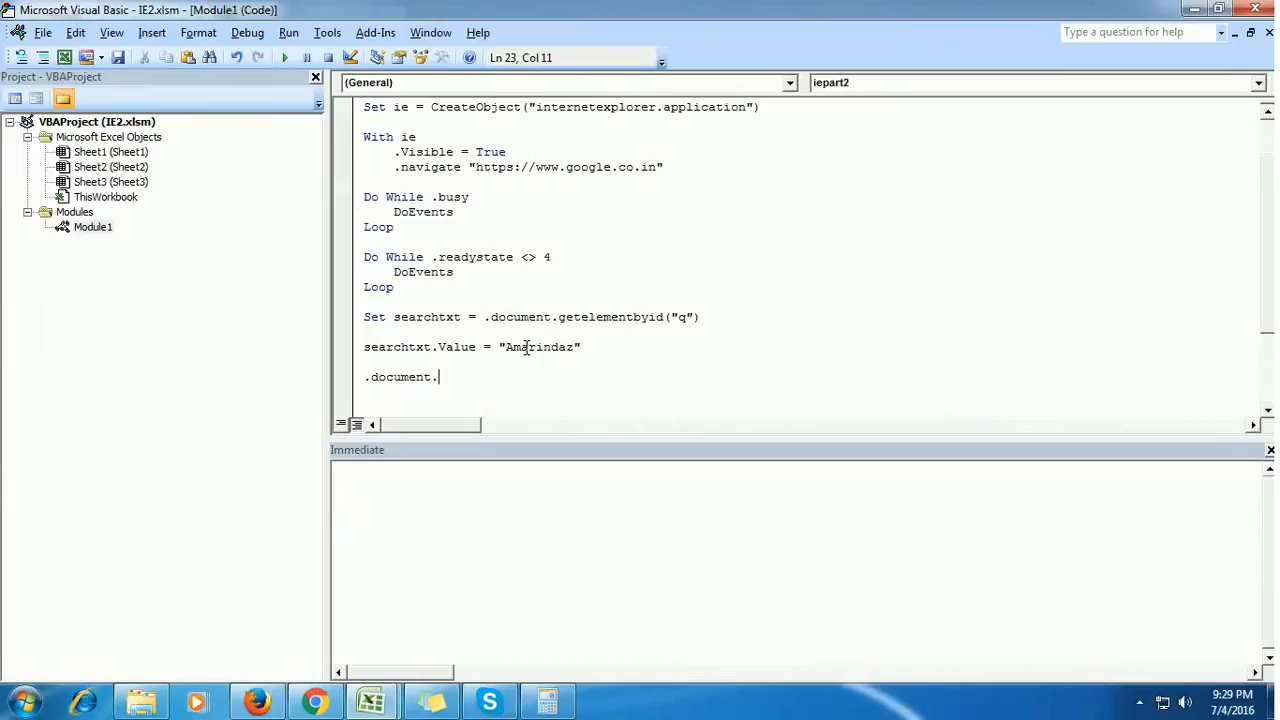 Microsoft Visual Basic - IE2.xlsm - [Module1 (Code)]
File Edit View Insert Format Debug Run Tools Add-Ins Window Help
Type a question for help
Ln 23, Col 11
Project - VBAProject
(General)
iepart2
VBAProject (IE2.xlsm)
Microsoft Excel Objects
Sheet1 (Sheet1)
Sheet2 (Sheet2)
Sheet3 (Sheet3)
ThisWorkbook
Modules
Module1
Set ie = CreateObject("internetexplorer.application")
With ie
.Visible = True
.navigate "https://www.google.co.in"
Do While .busy
DoEvents
Loop
Do While .readystate <> 4
DoEvents
Loop
Set searchtxt = .document.getelementbyid("q")
searchtxt.Value = "Amarindaz"
.document.
Immediate
9:29 PM
7/4/2016